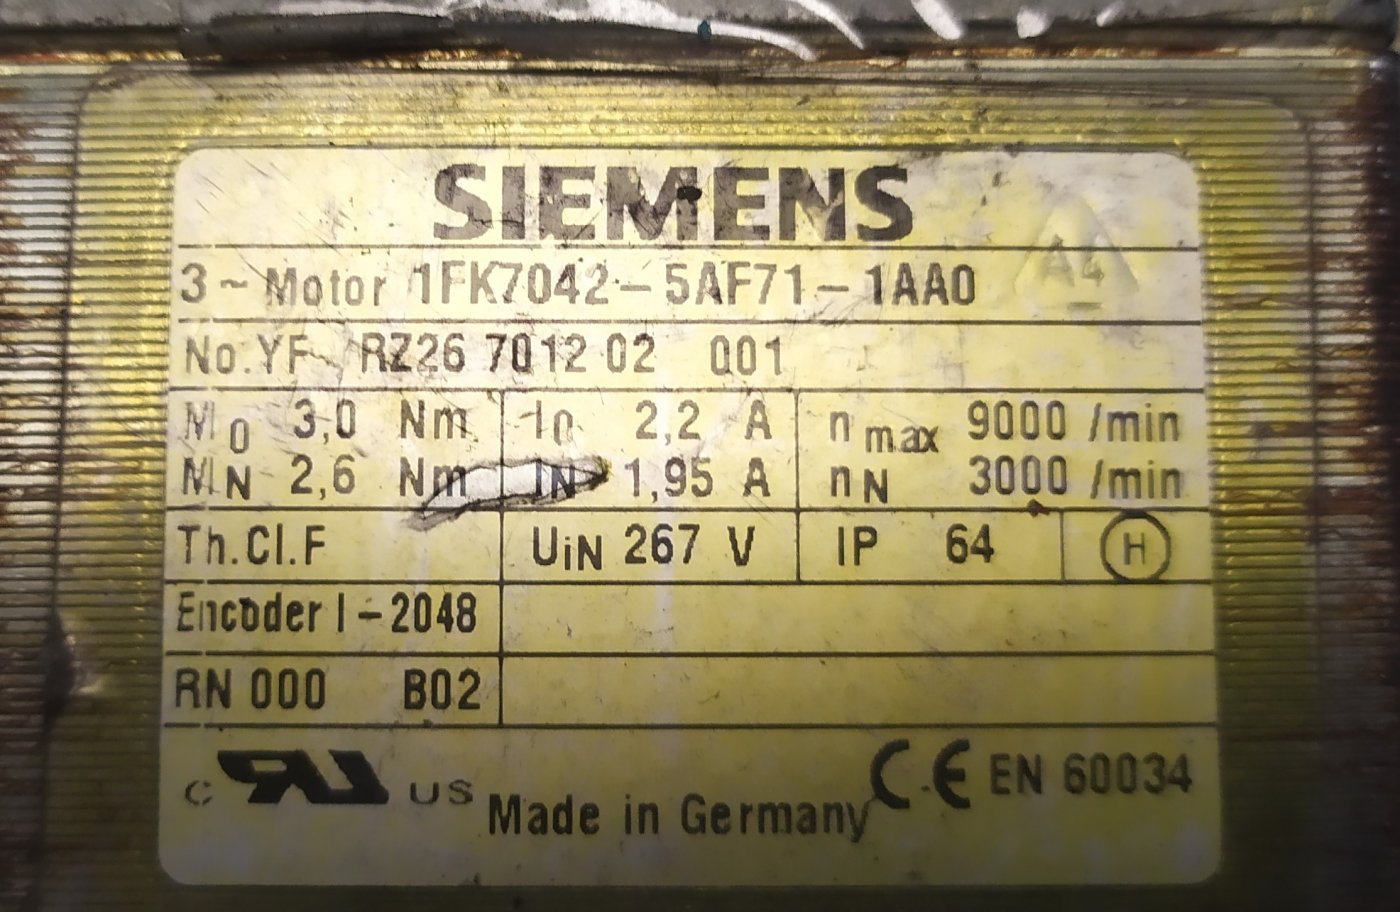 SIEMENS
A4
3 ~ Motor 1FK7042-5AF71-1AA0
No.YF RZ26 7012 02 001
M0 3,0 Nm I0 2,2 A nmax 9000 /min
MN 2,6 Nm IN 1,95 A nN 3000 /min
Th.Cl.F UiN 267 V IP 64 H
Encoder I-2048
RN 000 B02
c RU US CE EN 60034
Made in Germany